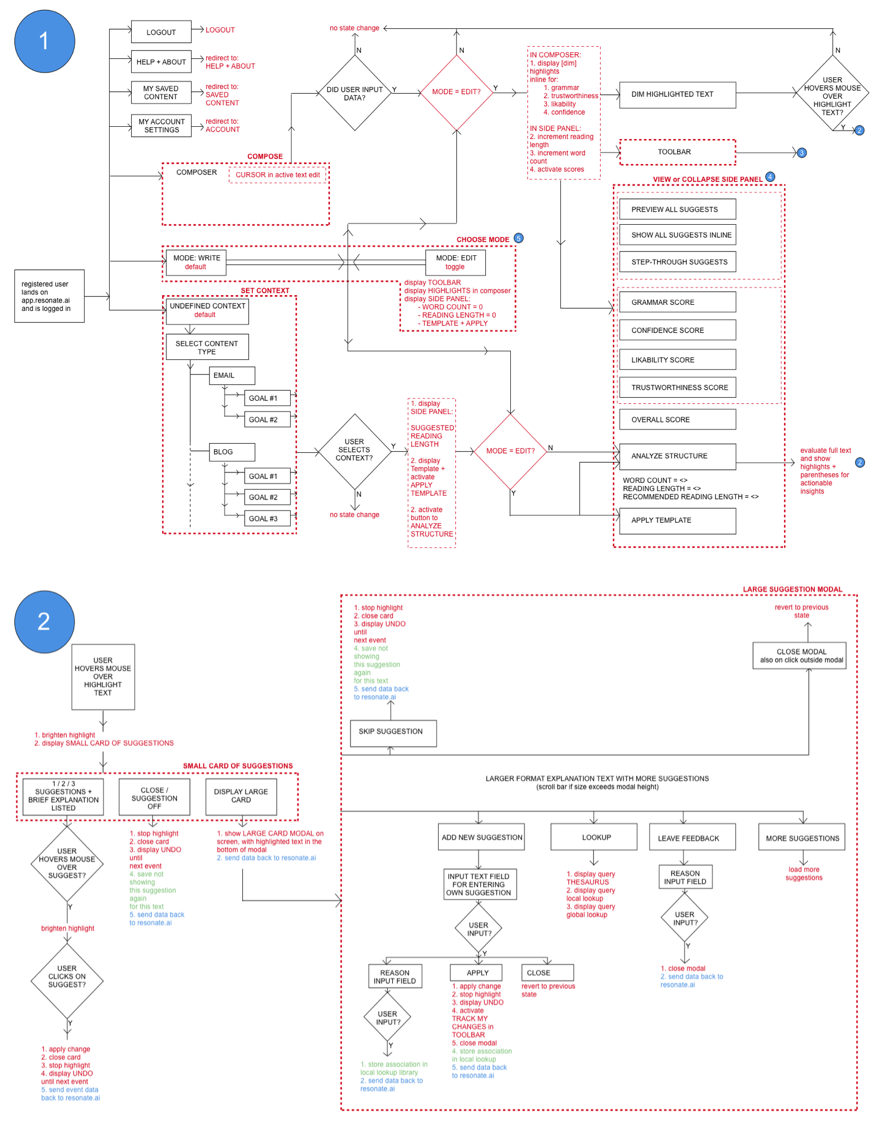 1
LOGOUT
LOGOUT
HELP + ABOUT
redirect to:
HELP + ABOUT
MY SAVED
CONTENT
redirect to:
SAVED
CONTENT
MY ACCOUNT
SETTINGS
redirect to:
ACCOUNT
COMPOSE
COMPOSER
CURSOR in active text edit
no state change
N
DID USER INPUT
DATA?
Y
N
MODE = EDIT?
Y
IN COMPOSER:
1. display [dim]
highlights
inline for:
1. grammar
2. trustworthiness
3. likability
4. confidence
IN SIDE PANEL:
2. increment reading
length
3. increment word
count
4. activate scores
DIM HIGHLIGHTED TEXT
N
USER
HOVERS MOUSE
OVER
HIGHLIGHT
TEXT?
Y
2
TOOLBAR
3
VIEW or COLLAPSE SIDE PANEL
4
PREVIEW ALL SUGGESTS
SHOW ALL SUGGESTS INLINE
STEP-THROUGH SUGGESTS
GRAMMAR SCORE
CONFIDENCE SCORE
LIKABILITY SCORE
TRUSTWORTHINESS SCORE
OVERALL SCORE
ANALYZE STRUCTURE
WORD COUNT = <>
READING LENGTH = <>
RECOMMENDED READING LENGTH = <>
APPLY TEMPLATE
evaluate full text
and show
highlights +
parentheses for
actionable
insights
2
CHOOSE MODE
5
MODE: WRITE
default
MODE: EDIT
toggle
display TOOLBAR
display HIGHLIGHTS in composer
display SIDE PANEL:
- WORD COUNT = 0
- READING LENGTH = 0
- TEMPLATE + APPLY
registered user
lands on
app.resonate.ai
and is logged in
SET CONTEXT
UNDEFINED CONTEXT
default
SELECT CONTENT
TYPE
EMAIL
GOAL #1
GOAL #2
BLOG
GOAL #1
GOAL #2
GOAL #3
USER
SELECTS
CONTEXT?
Y
N
no state change
1. display
SIDE PANEL:
SUGGESTED
READING
LENGTH
2. display
Template +
activate
APPLY
TEMPLATE
2. activate
button to
ANALYZE
STRUCTURE
MODE = EDIT?
N
Y
2
USER
HOVERS MOUSE
OVER
HIGHLIGHT
TEXT
1. brighten highlight
2. display SMALL CARD OF SUGGESTIONS
SMALL CARD OF SUGGESTIONS
1 / 2 / 3
SUGGESTIONS +
BRIEF EXPLANATION
LISTED
CLOSE /
SUGGESTION
OFF
DISPLAY LARGE
CARD
USER
HOVERS MOUSE
OVER
SUGGEST?
Y
brighten highlight
USER
CLICKS ON
SUGGEST?
Y
1. apply change
2. close card
3. stop highlight
4. display UNDO
until next event
5. send event data
back to resonate.ai
1. stop highlight
2. close card
3. display UNDO
until
next event
4. save not
showing
this suggestion
again
for this text
5. send data back
to resonate.ai
1. show LARGE CARD MODAL on
screen, with highlighted text in the
bottom of modal
2. send data back to resonate.ai
LARGE SUGGESTION MODAL
1. stop highlight
2. close card
3. display UNDO
until
next event
4. save not
showing
this suggestion
again
for this text
5. send data back
to resonate.ai
SKIP SUGGESTION
revert to previous
state
CLOSE MODAL
also on click outside modal
LARGER FORMAT EXPLANATION TEXT WITH MORE SUGGESTIONS
(scroll bar if size exceeds modal height)
ADD NEW SUGGESTION
LOOKUP
LEAVE FEEDBACK
MORE SUGGESTIONS
INPUT TEXT FIELD
FOR ENTERING
OWN SUGGESTION
USER
INPUT?
Y
1. display query
THESAURUS
2. display query
local lookup
3. display query
global lookup
REASON
INPUT FIELD
USER
INPUT?
Y
1. close modal
2. send data back to
resonate.ai
load more
suggestions
REASON
INPUT FIELD
USER
INPUT?
Y
1. store association in
local lookup library
2. send data back to
resonate.ai
APPLY
1. apply change
2. stop highlight
3. display UNDO
4. activate
TRACK MY
CHANGES in
TOOLBAR
5. close modal
4. store association
in local lookup
5. send data back
to resonate.ai
CLOSE
revert to previous
state